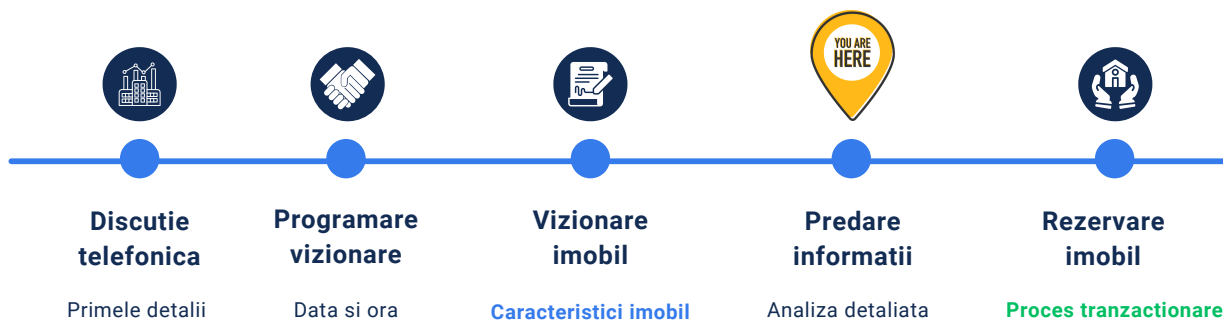 YOU ARE
HERE
Discutie
telefonica
Programare
vizionare
Vizionare
imobil
Predare
informatii
Rezervare
imobil
Primele detalii
Data si ora
Caracteristici imobil
Analiza detaliata
Proces tranzactionare